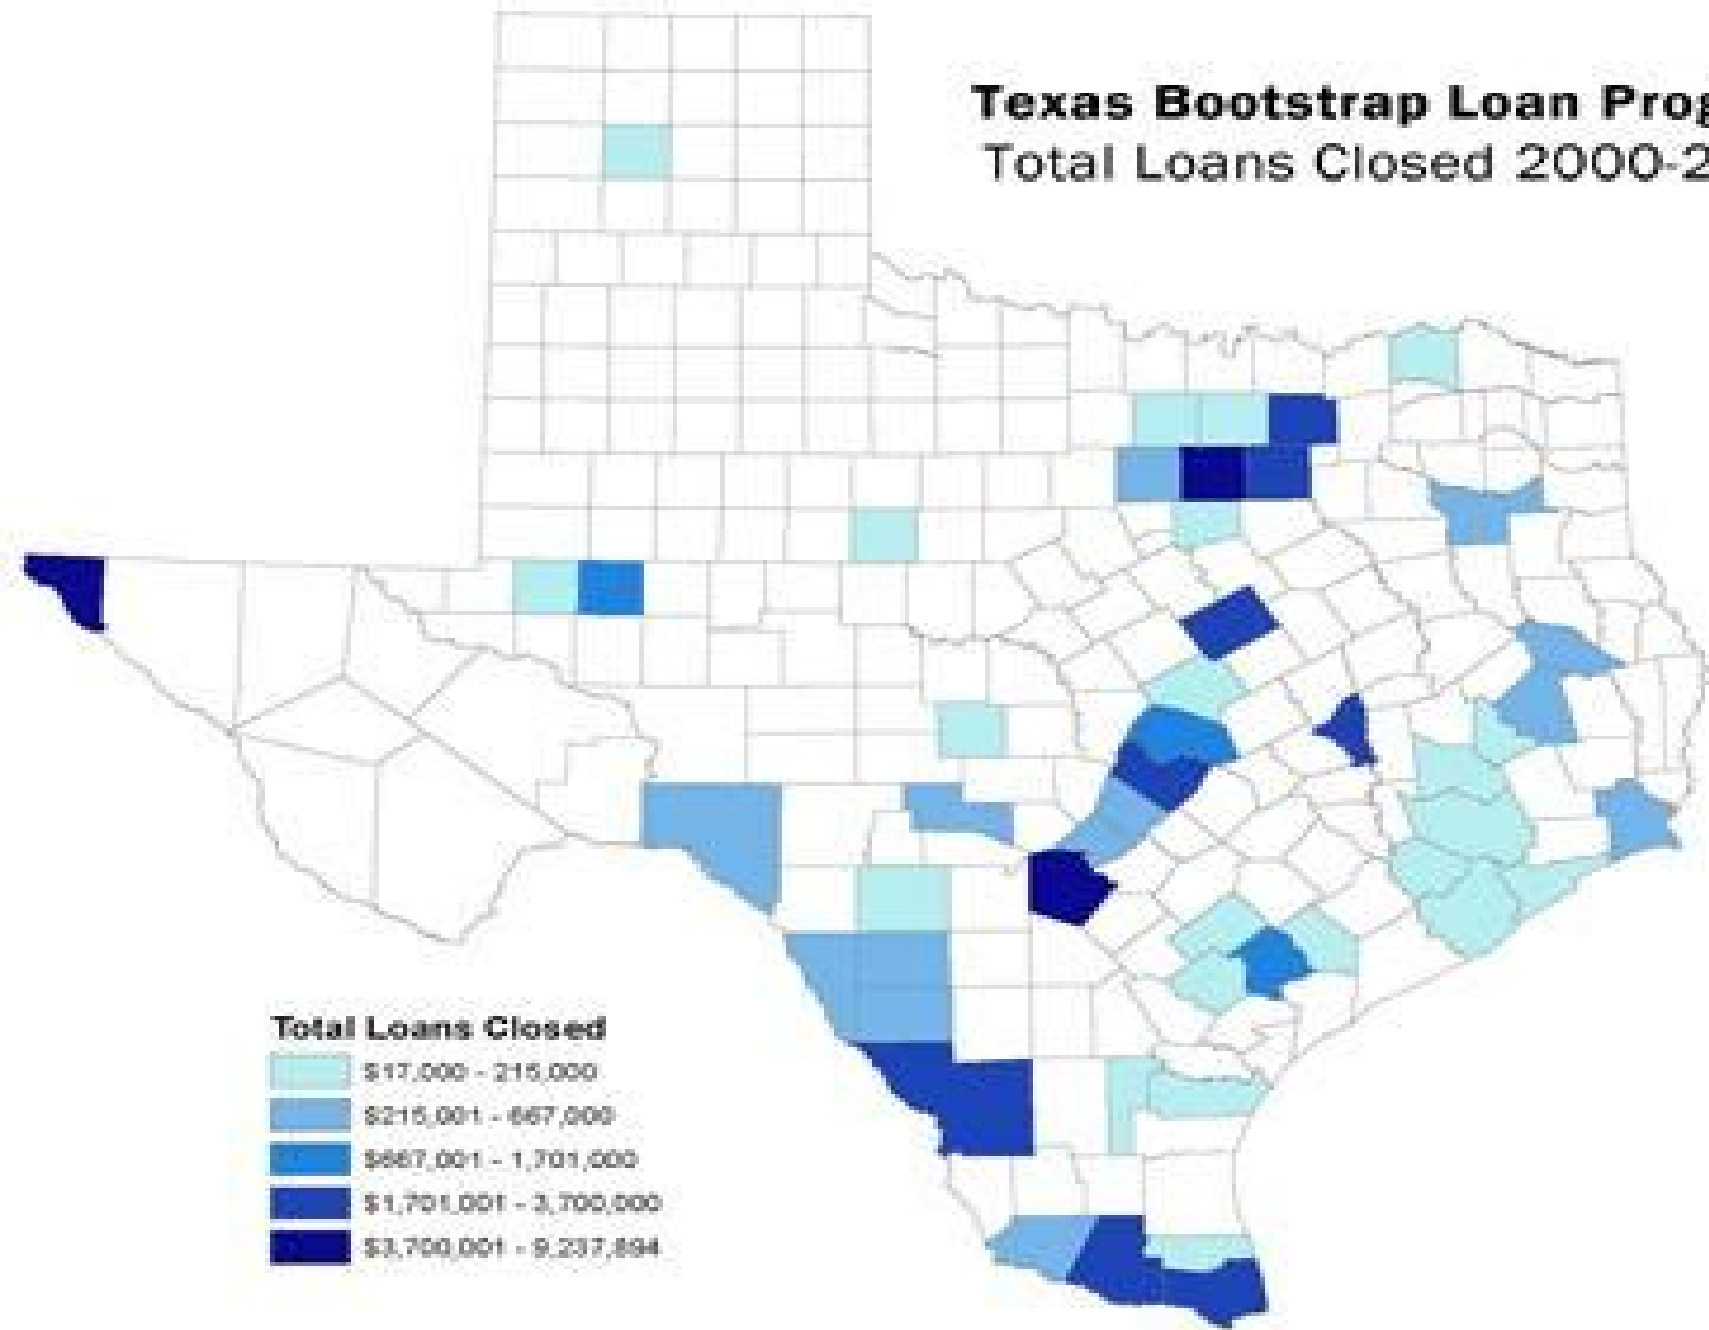 Texas Bootstrap Loan Prog
Total Loans Closed 2000-2
Total Loans Closed
$17,000 - 215,000
$215,001 - 667,000
$667,001 - 1,701,000
$1,701,001 - 3,700,000
$3,700,001 - 9,237,894